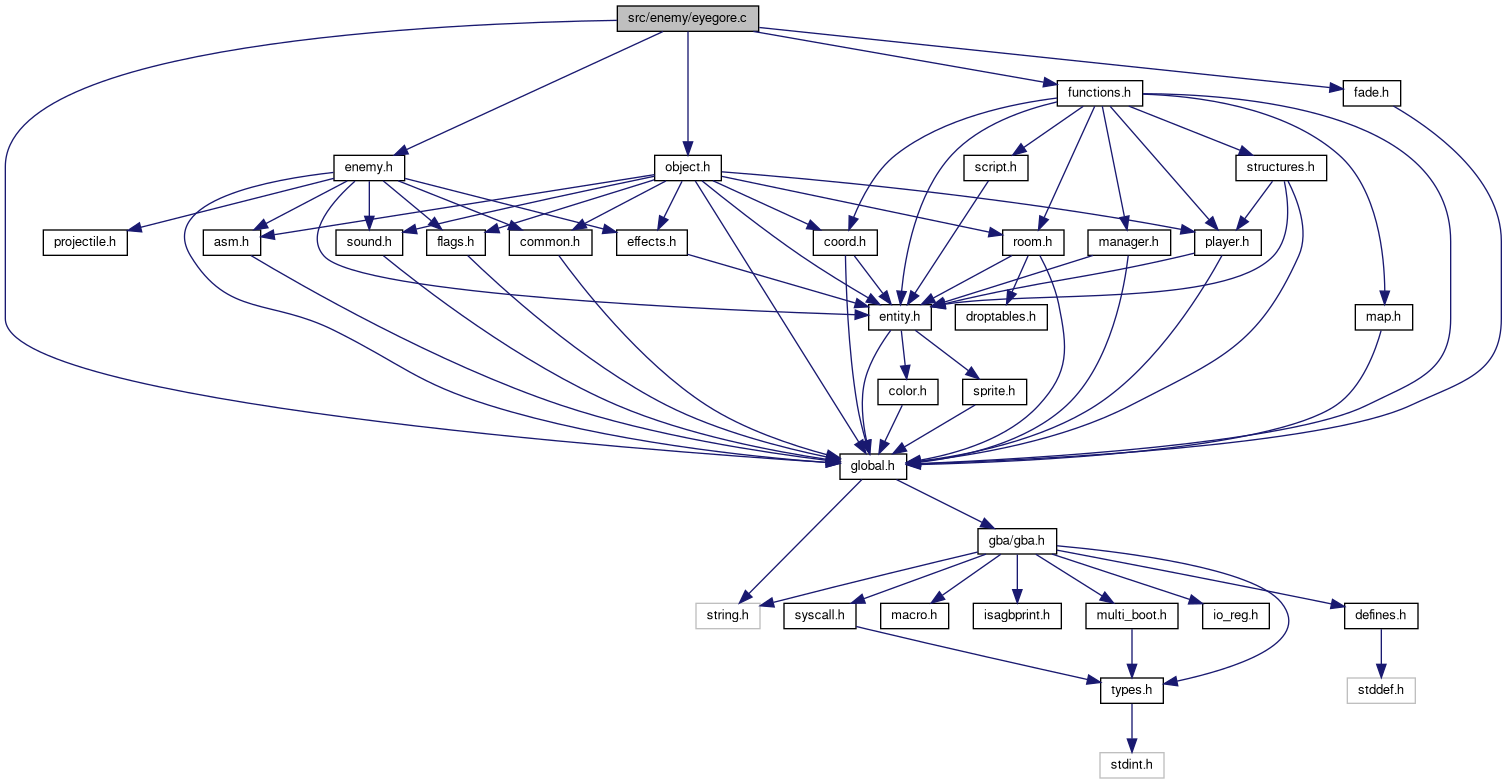 src/enemy/eyegore.c
functions.h
fade.h
enemy.h
object.h
script.h
structures.h
projectile.h
asm.h
sound.h
flags.h
common.h
effects.h
coord.h
room.h
manager.h
player.h
entity.h
droptables.h
map.h
color.h
sprite.h
global.h
gba/gba.h
string.h
syscall.h
macro.h
isagbprint.h
multi_boot.h
io_reg.h
defines.h
types.h
stddef.h
stdint.h